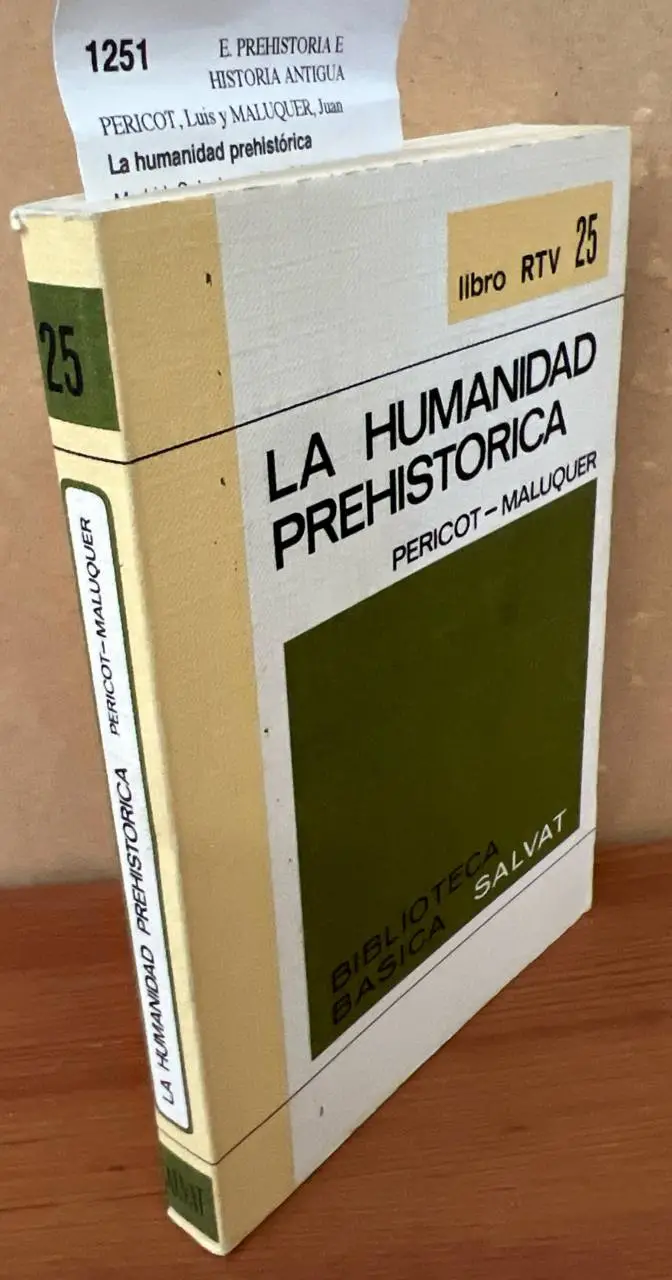 1251
E. PREHISTORIA E
HISTORIA ANTIGUA
PERICOT, Luis y MALUQUER, Juan
La humanidad prehistórica
libro RTV 25
LA HUMANIDAD
PREHISTORICA
PERICOT-MALUQUER
BIBLIOTECA
BASICA SALVAT
25
LA HUMANIDAD PREHISTORICA PERICOT-MALUQUER